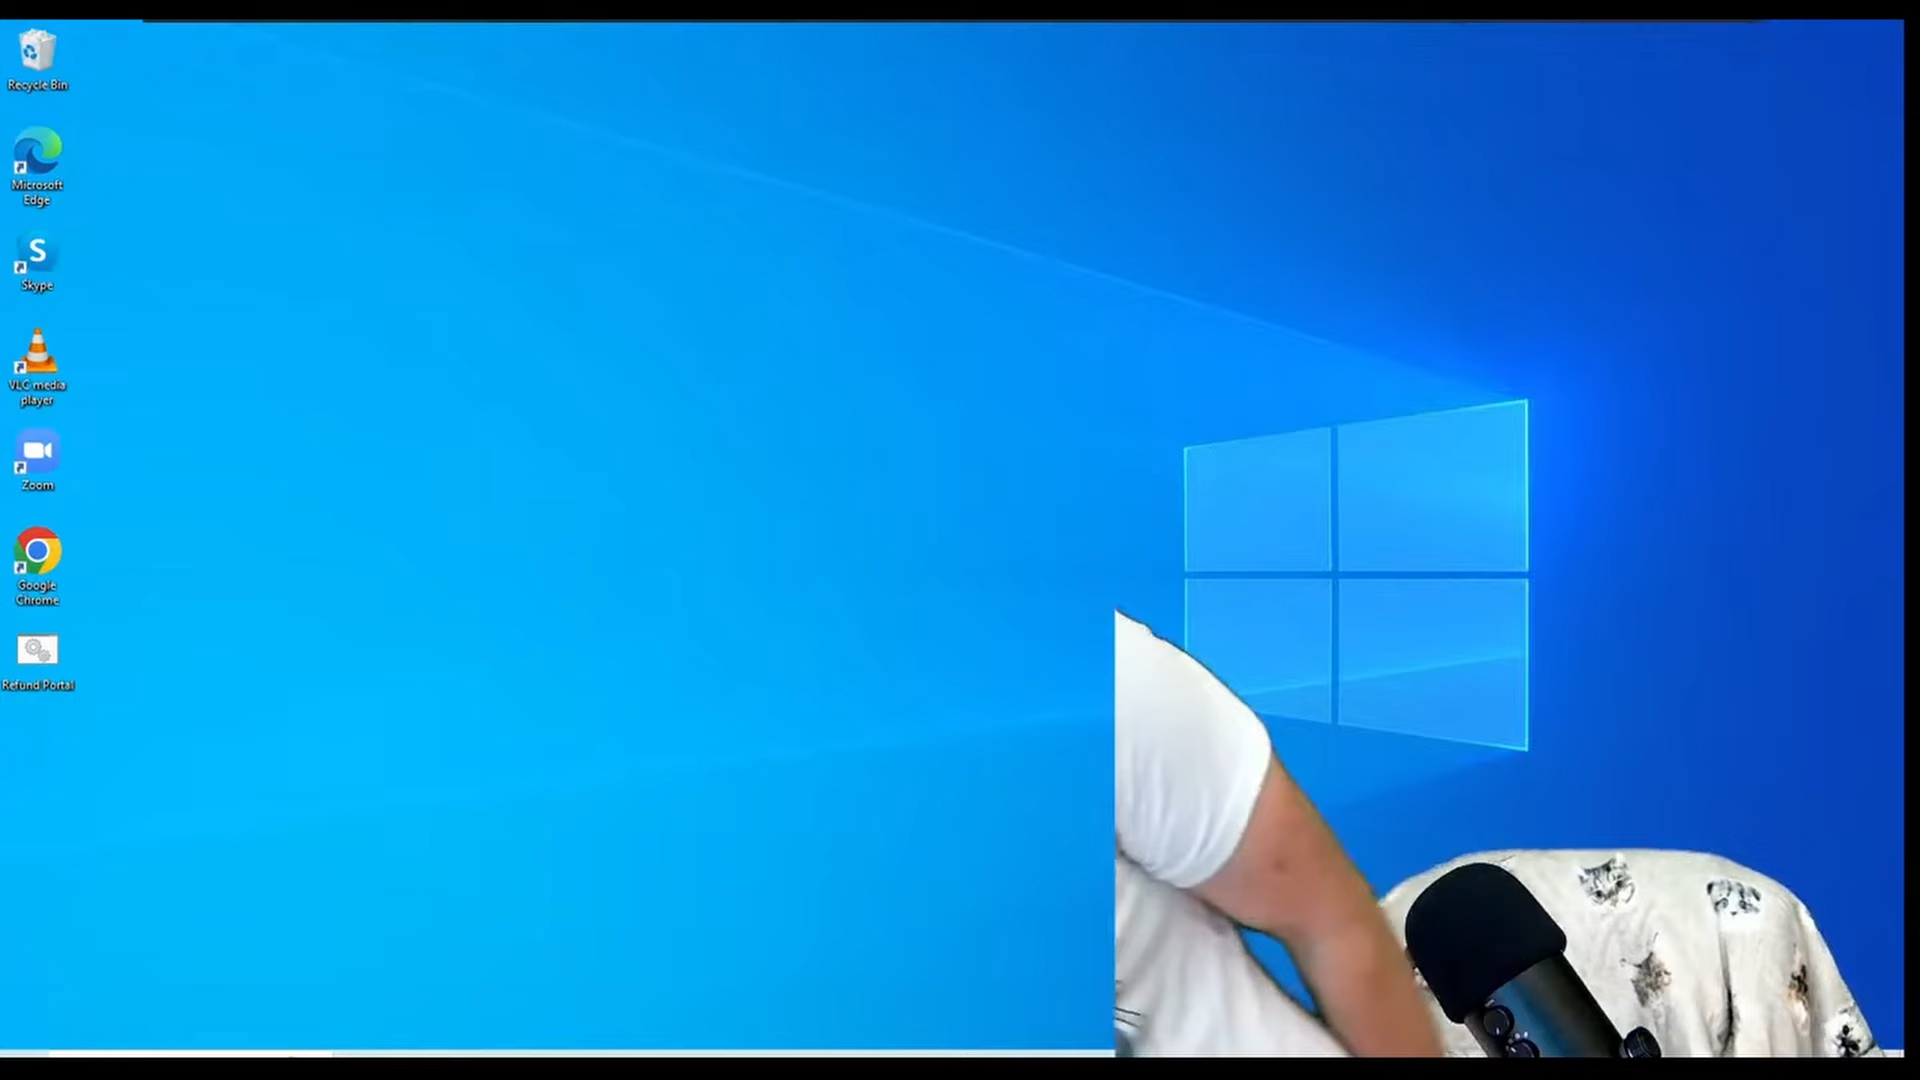 Recycle Bin
Microsoft
Edge
S
Skype
VLC media
player
Zoom
Google
Chrome
Refund Portal